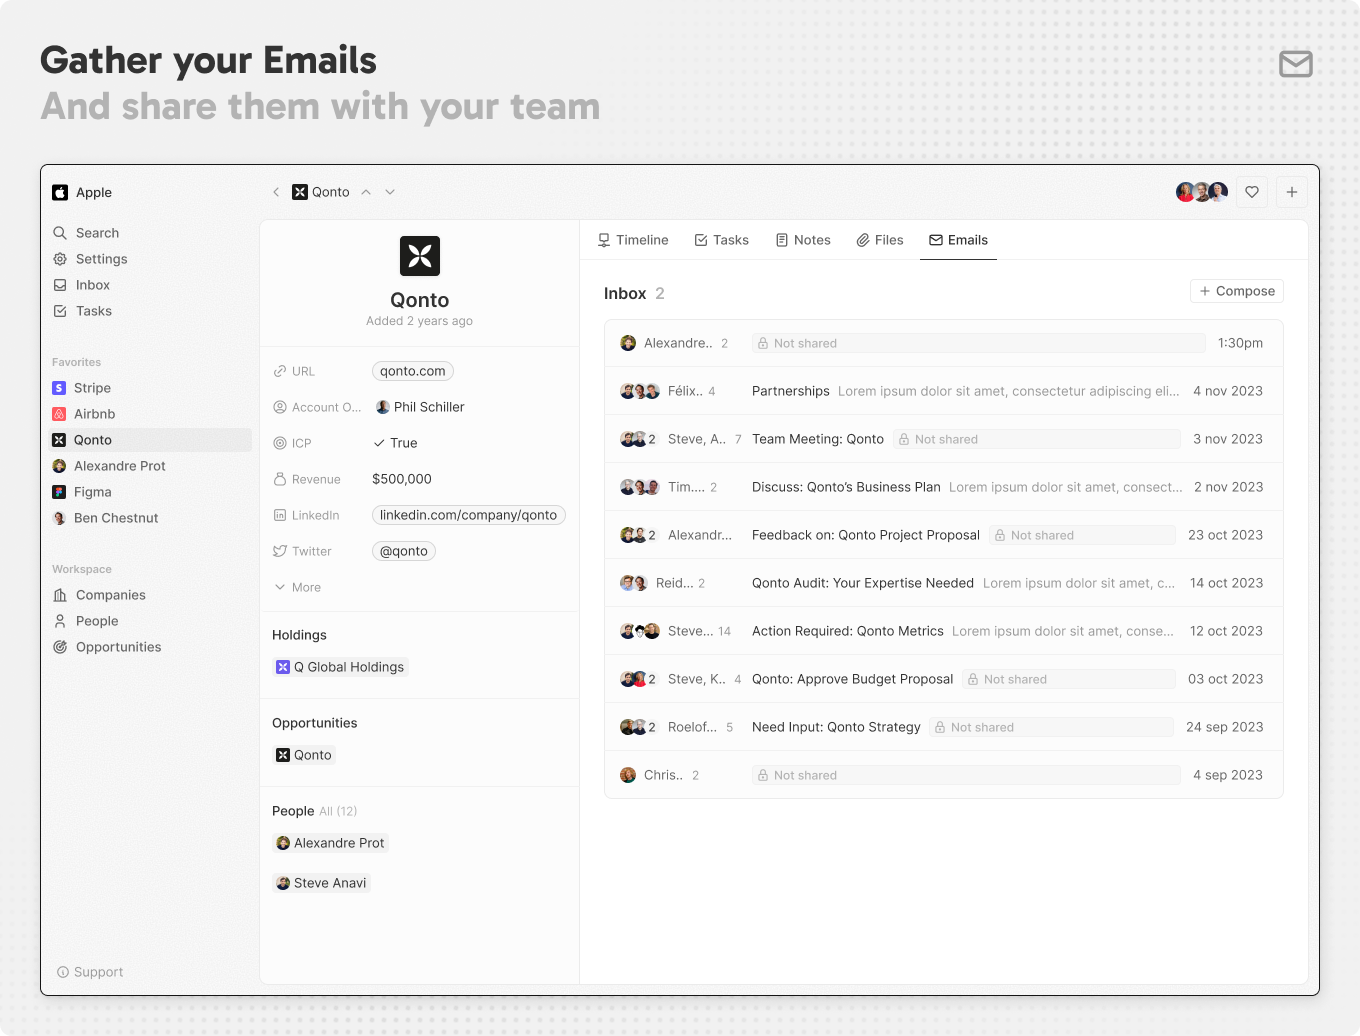 Gather your Emails
And share them with your team
Apple
Qonto
Search
Settings
Inbox
Tasks
Favorites
Stripe
Airbnb
Qonto
Alexandre Prot
Figma
Ben Chestnut
Workspace
Companies
People
Opportunities
Support
Qonto
Added 2 years ago
URL qonto.com
Account O... Phil Schiller
ICP True
Revenue $500,000
LinkedIn linkedin.com/company/qonto
Twitter @qonto
More
Holdings
Q Global Holdings
Opportunities
Qonto
People All (12)
Alexandre Prot
Steve Anavi
Timeline Tasks Notes Files Emails
Inbox 2 + Compose
Alexandre.. 2 Not shared 1:30pm
Félix.. 4 Partnerships Lorem ipsum dolor sit amet, consectetur adipiscing eli... 4 nov 2023
2 Steve, A.. 7 Team Meeting: Qonto Not shared 3 nov 2023
Tim.... 2 Discuss: Qonto’s Business Plan Lorem ipsum dolor sit amet, consect... 2 nov 2023
2 Alexandr... Feedback on: Qonto Project Proposal Not shared 23 oct 2023
Reid... 2 Qonto Audit: Your Expertise Needed Lorem ipsum dolor sit amet, c... 14 oct 2023
Steve... 14 Action Required: Qonto Metrics Lorem ipsum dolor sit amet, conse... 12 oct 2023
2 Steve, K.. 4 Qonto: Approve Budget Proposal Not shared 03 oct 2023
2 Roelof... 5 Need Input: Qonto Strategy Not shared 24 sep 2023
Chris.. 2 Not shared 4 sep 2023